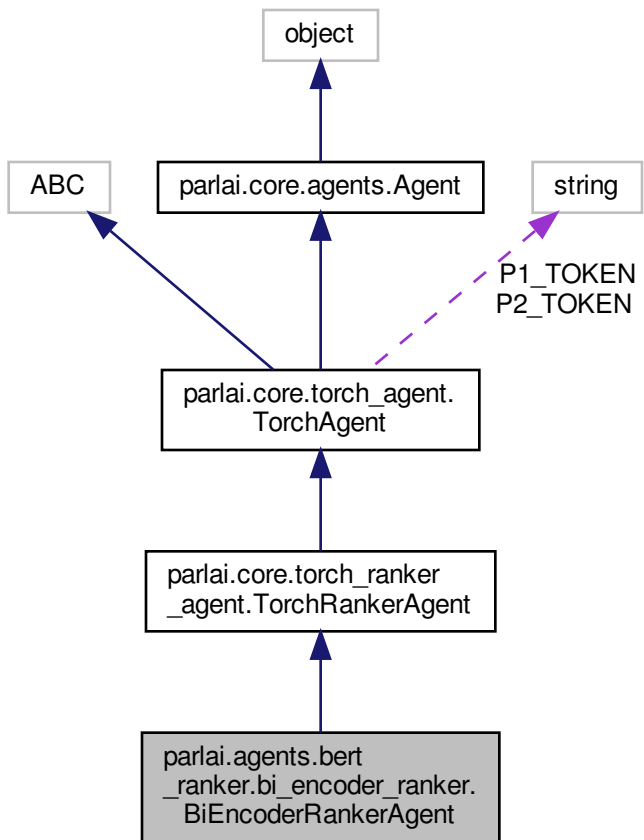 object
ABC
parlai.core.agents.Agent
string
P1_TOKEN
P2_TOKEN
parlai.core.torch_agent.
TorchAgent
parlai.core.torch_ranker
_agent.TorchRankerAgent
parlai.agents.bert
_ranker.bi_encoder_ranker.
BiEncoderRankerAgent